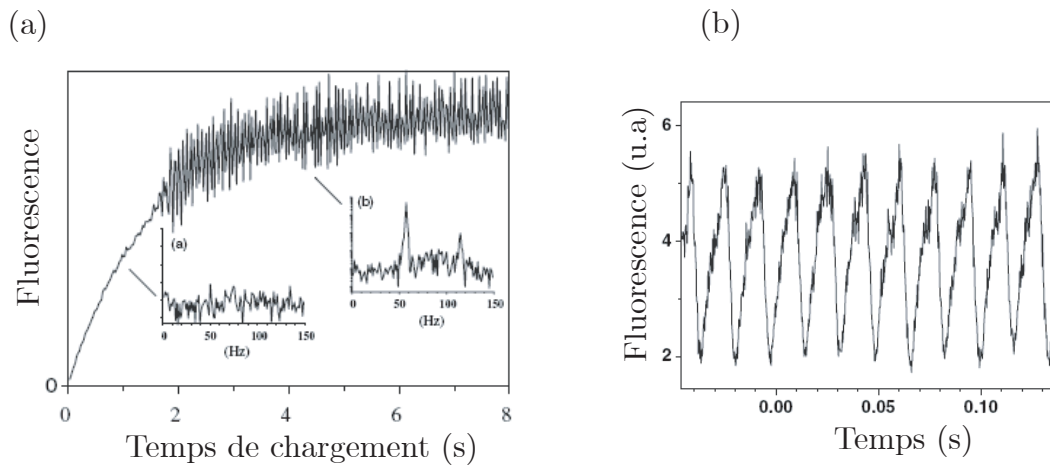 (a)
(b)
Fluorescence
0
0 2 4 6 8
Temps de chargement (s)
(a)
0 50 100 150
(Hz)
(b)
0 50 100 150
(Hz)
Fluorescence (u.a)
6
4
2
0.00 0.05 0.10
Temps (s)